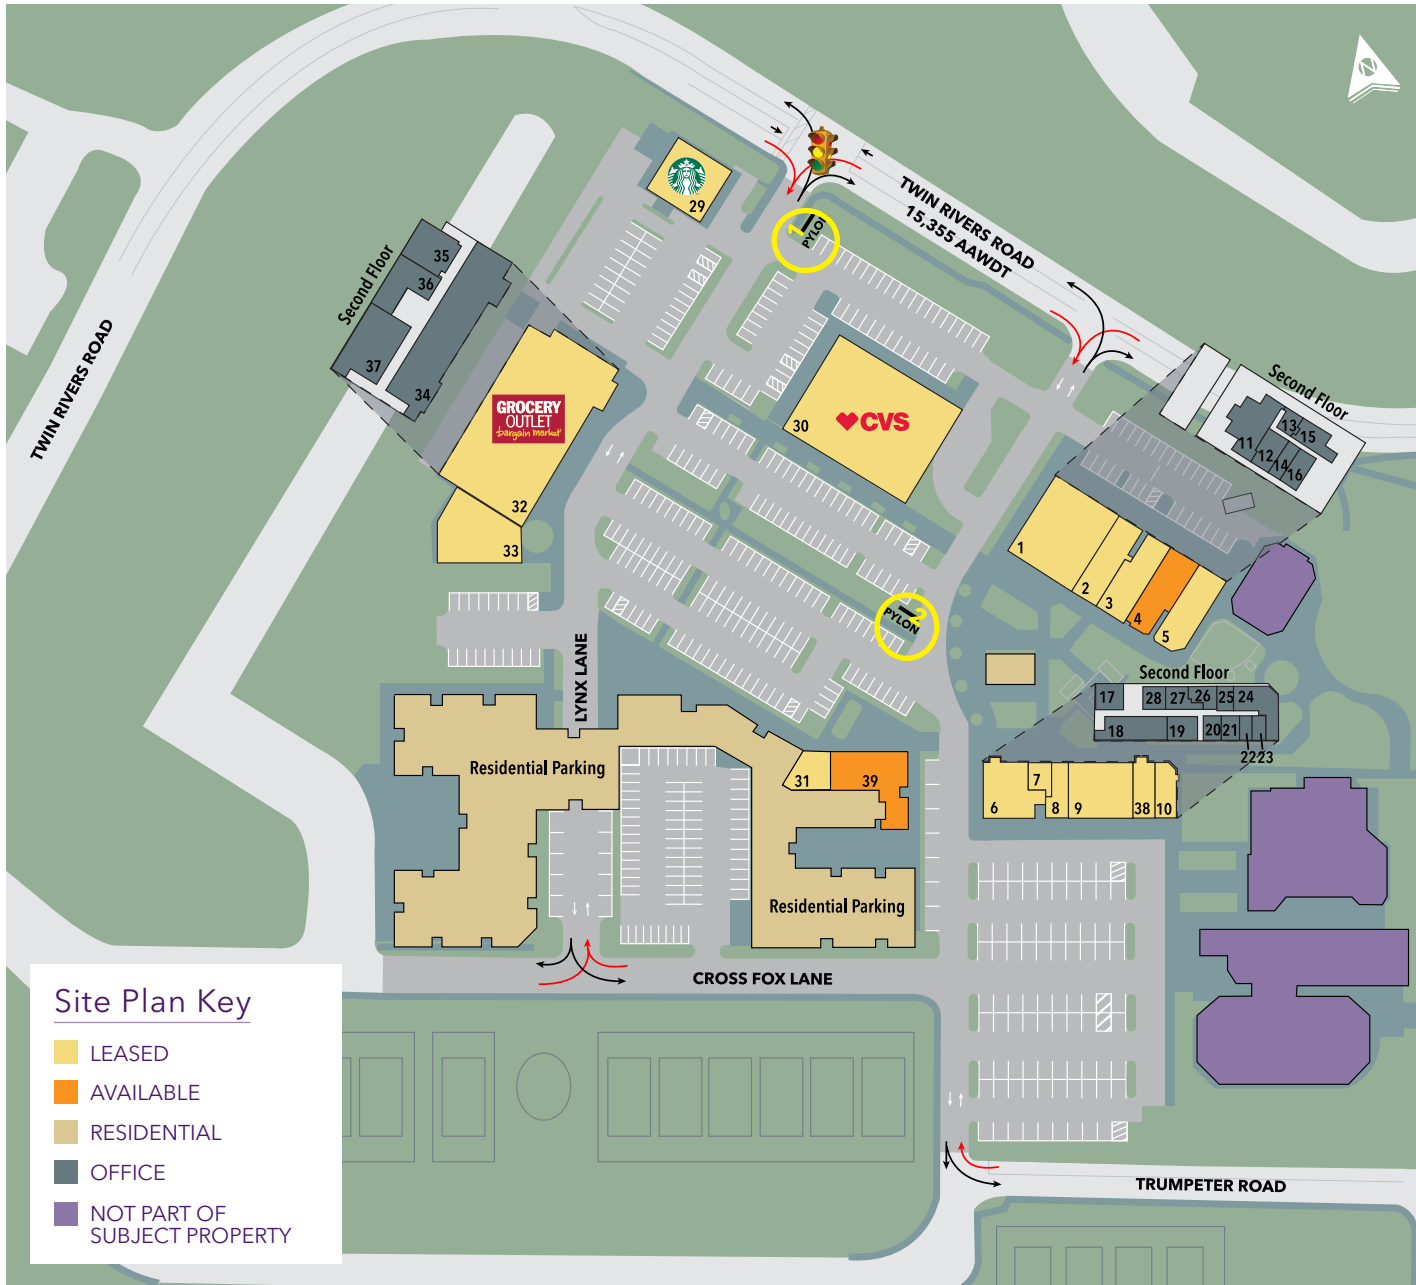 N
TWIN RIVERS ROAD
15,355 AAWDT
29
1
PYLON
Second Floor
35
36
37
34
TWIN RIVERS ROAD
GROCERY
OUTLET
bargain market
32
33
30
CVS
Second Floor
11
12
13
14
15
16
1
2
3
4
5
2
PYLON
LYNX LANE
Second Floor
17
28
27
26
25
24
18
19
20
21
22
23
6
7
8
9
38
10
Residential Parking
31
39
Residential Parking
CROSS FOX LANE
TRUMPETER ROAD
Site Plan Key
LEASED
AVAILABLE
RESIDENTIAL
OFFICE
NOT PART OF
SUBJECT PROPERTY